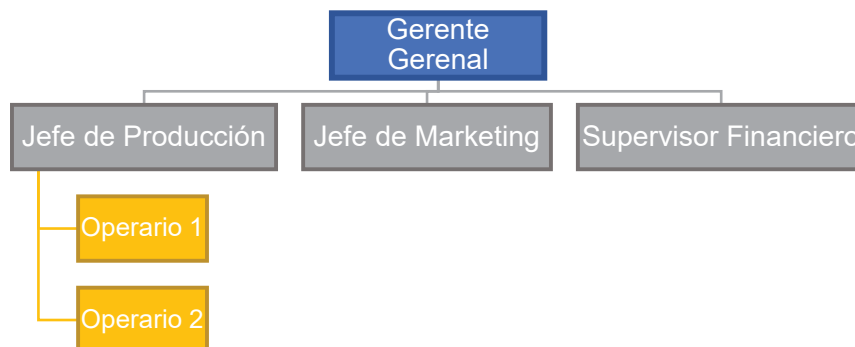 Gerente
Gerenal
Jefe de Producción
Jefe de Marketing
Supervisor Financiero
Operario 1
Operario 2